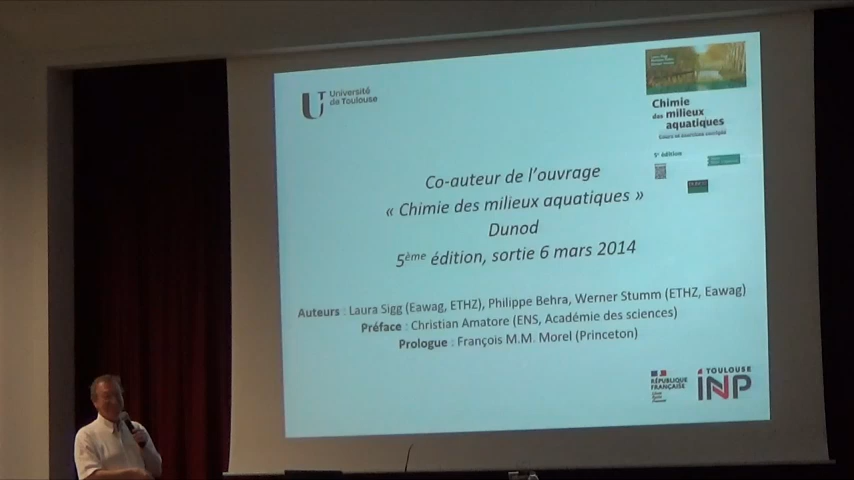 Université
de Toulouse
Chimie
des milieux
aquatiques
5e édition
Co-auteur de l'ouvrage
« Chimie des milieux aquatiques »
Dunod
5ème édition, sortie 6 mars 2014
Auteurs : Laura Sigg (Eawag, ETHZ), Philippe Behra, Werner Stumm (ETHZ, Eawag)
Préface : Christian Amatore (ENS, Académie des sciences)
Prologue : François M.M. Morel (Princeton)
RÉPUBLIQUE
FRANÇAISE
TOULOUSE
INP